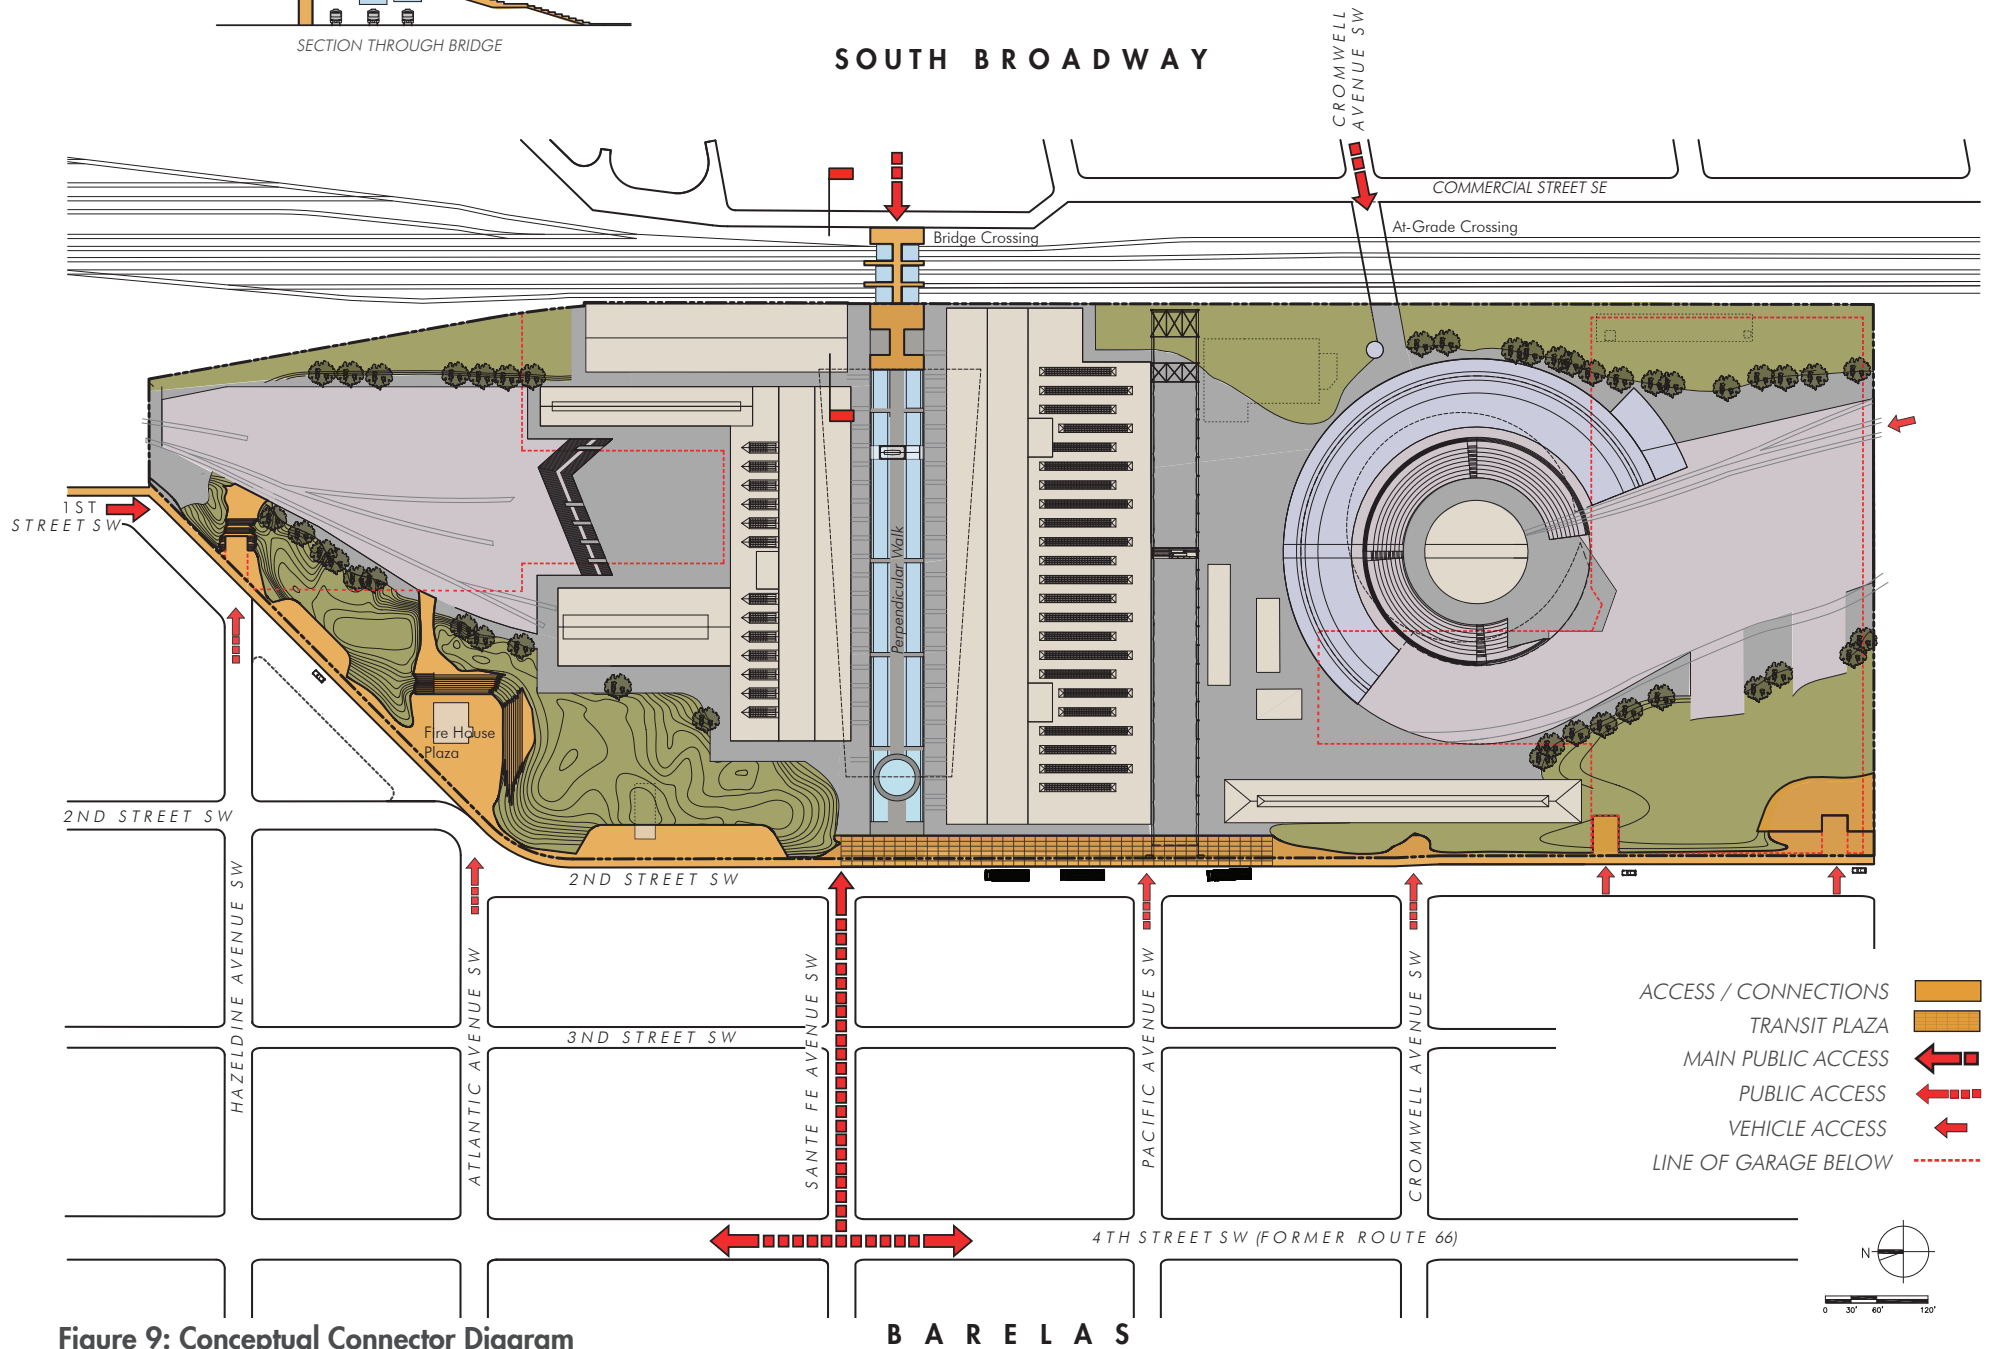 SECTION THROUGH BRIDGE
SOUTH BROADWAY
CROMWELL
AVENUE SW
COMMERCIAL STREET SE
At-Grade Crossing
Bridge Crossing
1ST
STREET SW
Perpendicular Walk
Fire House
Plaza
2ND STREET SW
2ND STREET SW
HAZELDINE AVENUE SW
ATLANTIC AVENUE SW
SANTE FE AVENUE SW
PACIFIC AVENUE SW
CROMWELL AVENUE SW
3ND STREET SW
4TH STREET SW (FORMER ROUTE 66)
ACCESS / CONNECTIONS
TRANSIT PLAZA
MAIN PUBLIC ACCESS
PUBLIC ACCESS
VEHICLE ACCESS
LINE OF GARAGE BELOW
N
0 30' 60' 120'
BARELAS
Figure 9: Conceptual Connector Diagram